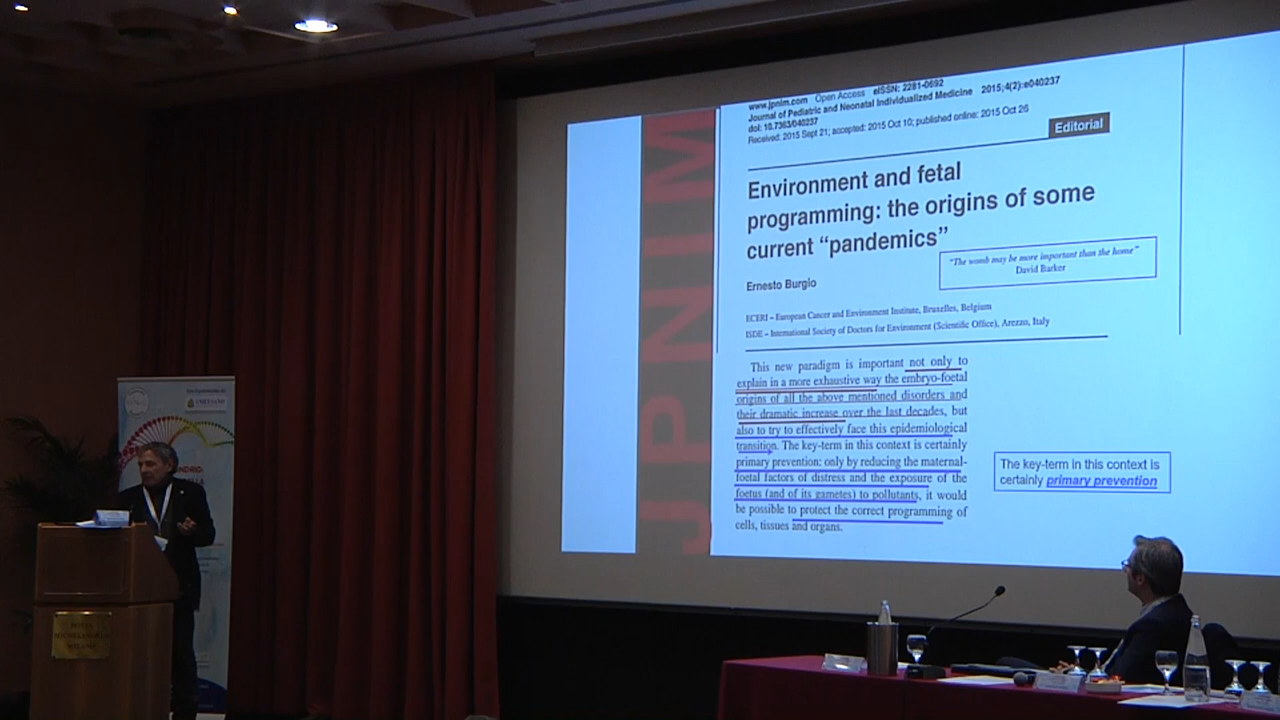 www.jpnim.com Open Access eISSN: 2281-0692
Journal of Pediatric and Neonatal Individualized Medicine 2015;4(2):e040237
doi: 10.7363/040237
Received: 2015 Sept 21; accepted: 2015 Oct 10; published online: 2015 Oct 26
Editorial
JPNIM
Environment and fetal
programming: the origins of some
current “pandemics”
“The womb may be more important than the home”
David Barker
Ernesto Burgio
ECERI – European Cancer and Environment Institute, Bruxelles, Belgium
ISDE – International Society of Doctors for Environment (Scientific Office), Arezzo, Italy
This new paradigm is important not only to
explain in a more exhaustive way the embryo-foetal
origins of all the above mentioned disorders and
their dramatic increase over the last decades, but
also to try to effectively face this epidemiological
transition. The key-term in this context is certainly
primary prevention: only by reducing the maternal-
foetal factors of distress and the exposure of the
foetus (and of its gametes) to pollutants, it would
be possible to protect the correct programming of
cells, tissues and organs.
The key-term in this context is
certainly primary prevention
HOTEL
MICHELANGELO
MILANO